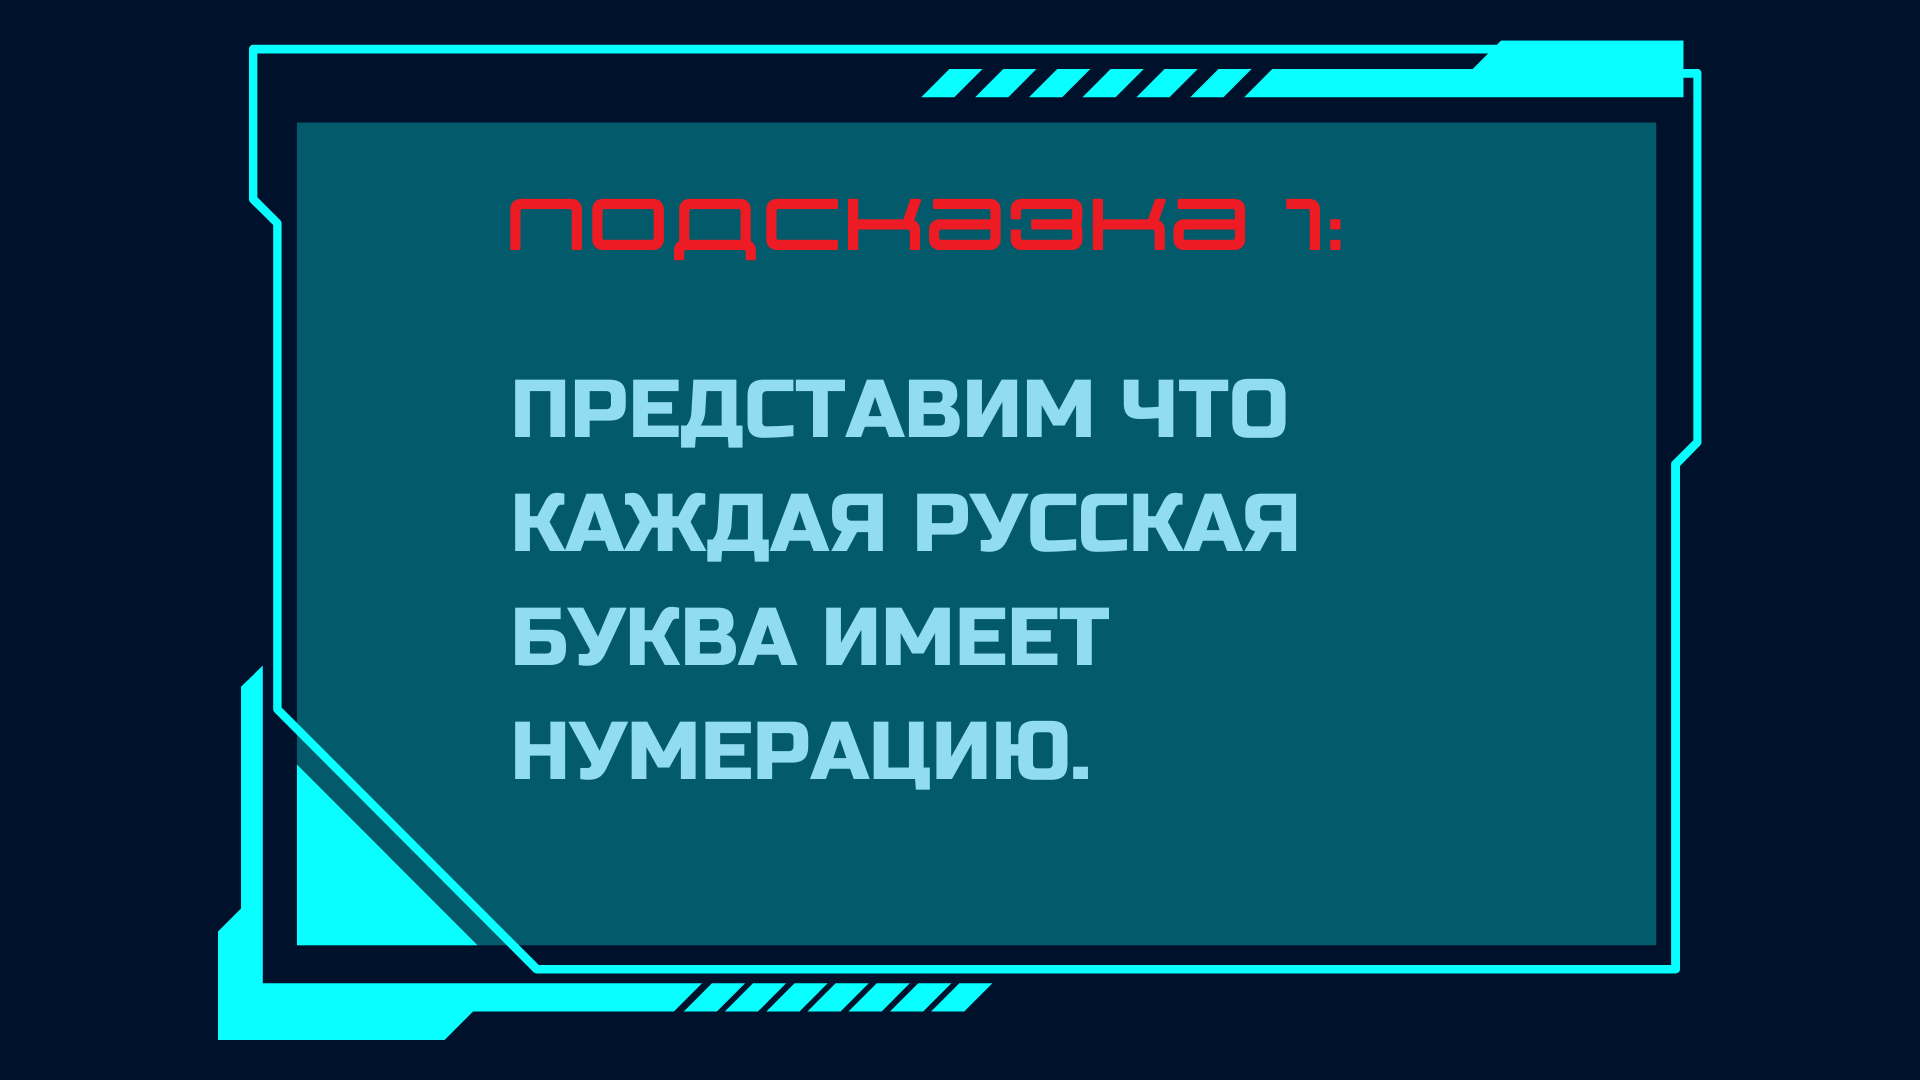 ПОДСКАЗКА 1:
ПРЕДСТАВИМ ЧТО
КАЖДАЯ РУССКАЯ
БУКВА ИМЕЕТ
НУМЕРАЦИЮ.